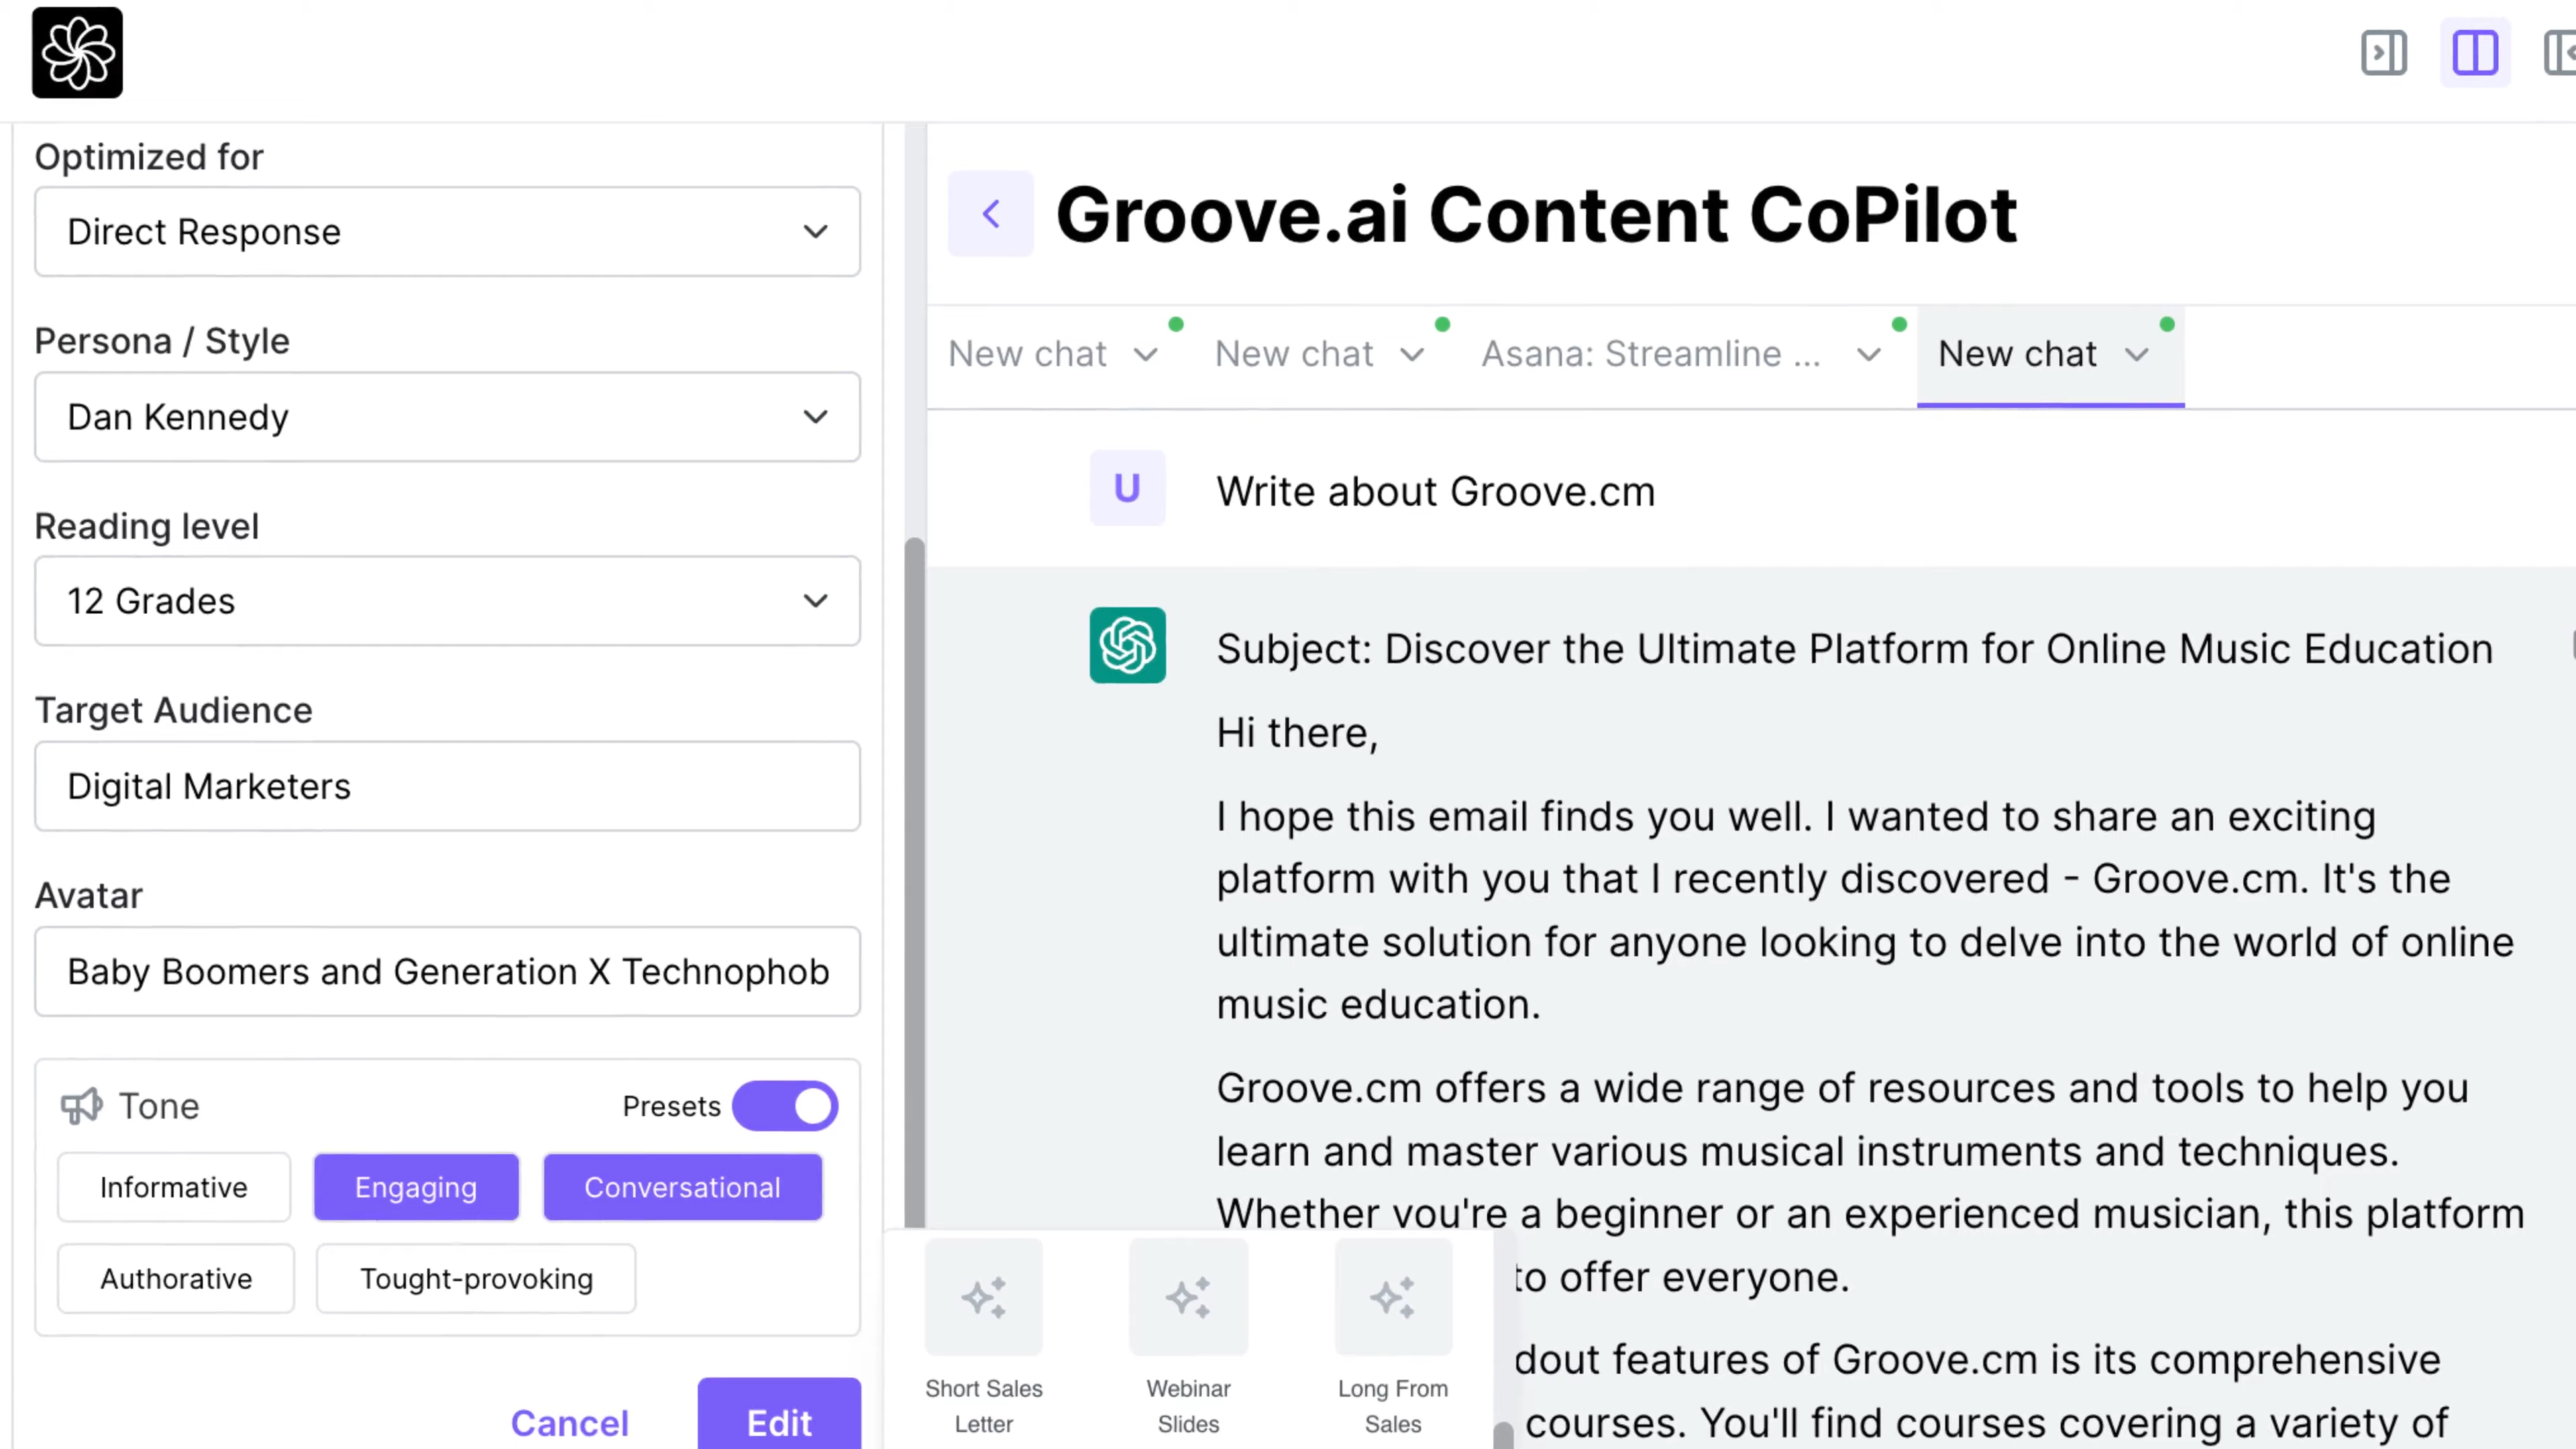 Optimized for
Direct Response
Persona / Style
Dan Kennedy
Reading level
12 Grades
Target Audience
Digital Marketers
Avatar
Baby Boomers and Generation X Technophob
Tone
Presets
Informative
Engaging
Conversational
Authorative
Tought-provoking
Cancel
Edit
Groove.ai Content CoPilot
New chat
New chat
Asana: Streamline ...
New chat
U
Write about Groove.cm
Subject: Discover the Ultimate Platform for Online Music Education
Hi there,
I hope this email finds you well. I wanted to share an exciting
platform with you that I recently discovered - Groove.cm. It's the
ultimate solution for anyone looking to delve into the world of online
music education.
Groove.cm offers a wide range of resources and tools to help you
learn and master various musical instruments and techniques.
Whether you're a beginner or an experienced musician, this platform
to offer everyone.
dout features of Groove.cm is its comprehensive
courses. You'll find courses covering a variety of
Short Sales
Letter
Webinar
Slides
Long From
Sales